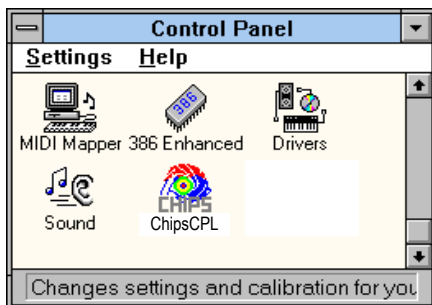 Control Panel
Settings Help
386
MIDI Mapper 386 Enhanced Drivers
CHIPS
Sound ChipsCPL
Changes settings and calibration for you